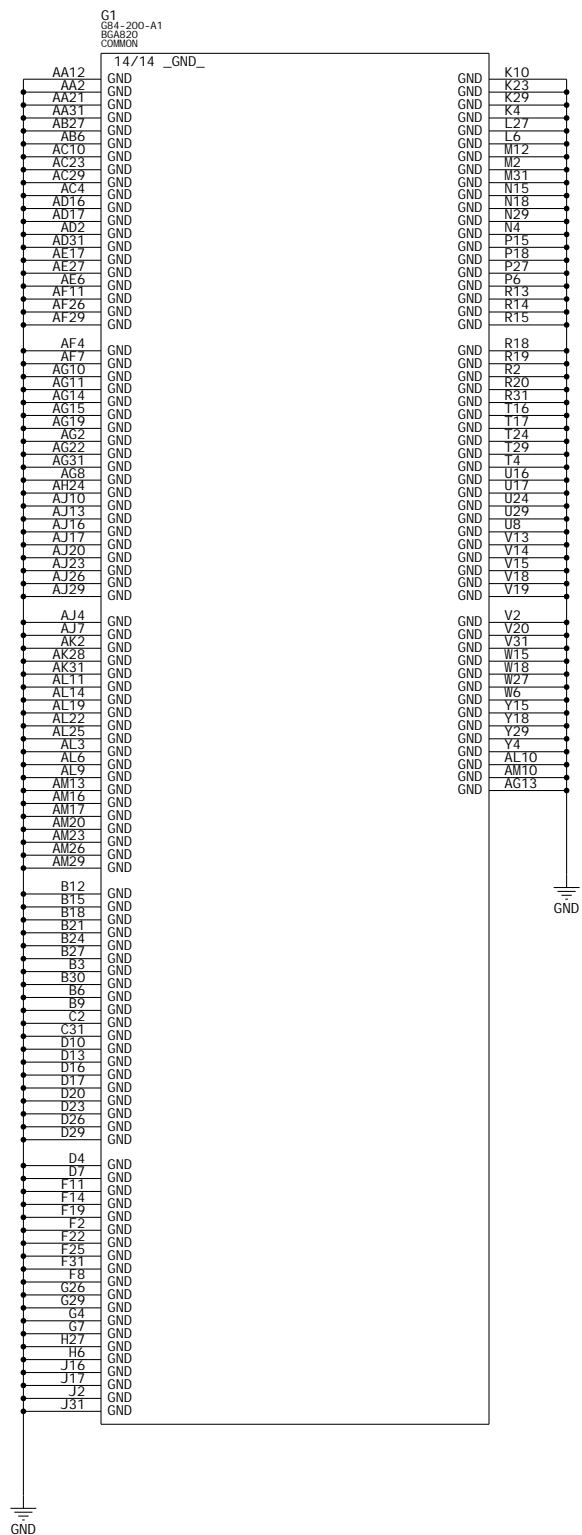 G1
G84-200-A1
BGA820
COMMON
14/14 _GND_
AA12 GND GND K10
AA2 GND GND K23
AA21 GND GND K29
AA31 GND GND K4
AB27 GND GND L27
AB6 GND GND L6
AC10 GND GND M12
AC23 GND GND M2
AC29 GND GND M31
AC4 GND GND N15
AD16 GND GND N18
AD17 GND GND N29
AD2 GND GND N4
AD31 GND GND P15
AE17 GND GND P18
AE27 GND GND P27
AE6 GND GND P6
AF11 GND GND R13
AF26 GND GND R14
AF29 GND GND R15
AF4 GND GND R18
AF7 GND GND R19
AG10 GND GND R2
AG11 GND GND R20
AG14 GND GND R31
AG15 GND GND T16
AG19 GND GND T17
AG2 GND GND T24
AG22 GND GND T29
AG31 GND GND T4
AG8 GND GND U16
AH24 GND GND U17
AJ10 GND GND U24
AJ13 GND GND U29
AJ16 GND GND U8
AJ17 GND GND V13
AJ20 GND GND V14
AJ23 GND GND V15
AJ26 GND GND V18
AJ29 GND GND V19
AJ4 GND GND V2
AJ7 GND GND V20
AK2 GND GND V31
AK28 GND GND W15
AK31 GND GND W18
AL11 GND GND W27
AL14 GND GND W6
AL19 GND GND Y15
AL22 GND GND Y18
AL25 GND GND Y29
AL3 GND GND Y4
AL6 GND GND AL10
AL9 GND GND AM10
AM13 GND GND AG13
AM16 GND
AM17 GND
AM20 GND
AM23 GND
AM26 GND
AM29 GND
B12 GND
GND
B15 GND
B18 GND
B21 GND
B24 GND
B27 GND
B3 GND
B30 GND
B6 GND
B9 GND
C2 GND
C31 GND
D10 GND
D13 GND
D16 GND
D17 GND
D20 GND
D23 GND
D26 GND
D29 GND
D4 GND
D7 GND
F11 GND
F14 GND
F19 GND
F2 GND
F22 GND
F25 GND
F31 GND
F8 GND
G26 GND
G29 GND
G4 GND
G7 GND
H27 GND
H6 GND
J16 GND
J17 GND
J2 GND
J31 GND
GND